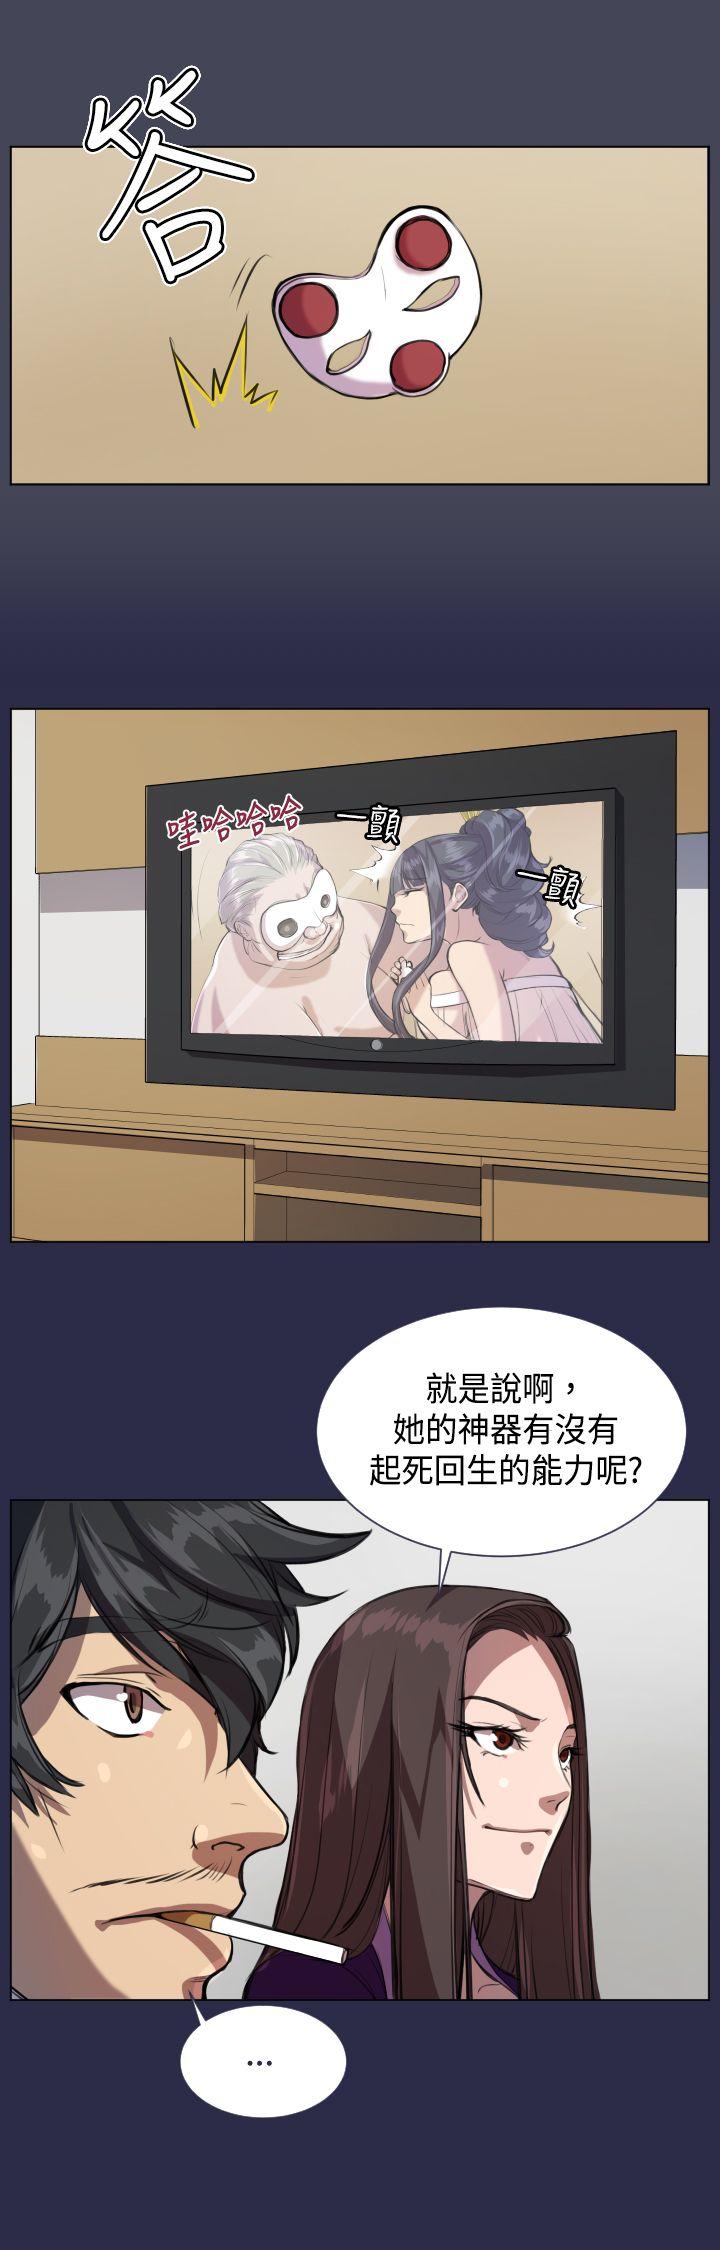 答
哇哈哈哈
一顫
一顫
就是說啊，
她的神器有沒有
起死回生的能力呢?
...